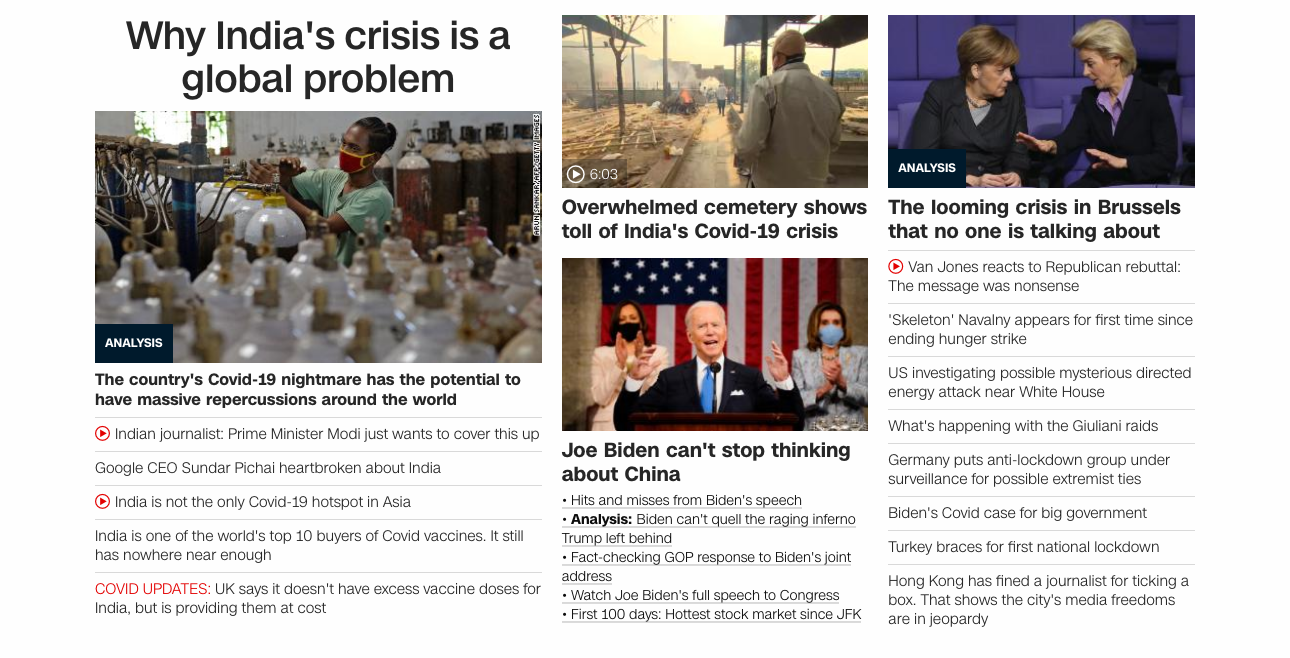 Why India's crisis is a
global problem
ARUN SANKAR/AFP/GETTY IMAGES
ANALYSIS
The country's Covid-19 nightmare has the potential to
have massive repercussions around the world
Indian journalist: Prime Minister Modi just wants to cover this up
Google CEO Sundar Pichai heartbroken about India
India is not the only Covid-19 hotspot in Asia
India is one of the world's top 10 buyers of Covid vaccines. It still
has nowhere near enough
COVID UPDATES: UK says it doesn't have excess vaccine doses for
India, but is providing them at cost
6:03
Overwhelmed cemetery shows
toll of India's Covid-19 crisis
Joe Biden can't stop thinking
about China
• Hits and misses from Biden's speech
• Analysis: Biden can't quell the raging inferno
Trump left behind
• Fact-checking GOP response to Biden's joint
address
• Watch Joe Biden's full speech to Congress
• First 100 days: Hottest stock market since JFK
ANALYSIS
The looming crisis in Brussels
that no one is talking about
Van Jones reacts to Republican rebuttal:
The message was nonsense
'Skeleton' Navalny appears for first time since
ending hunger strike
US investigating possible mysterious directed
energy attack near White House
What's happening with the Giuliani raids
Germany puts anti-lockdown group under
surveillance for possible extremist ties
Biden's Covid case for big government
Turkey braces for first national lockdown
Hong Kong has fined a journalist for ticking a
box. That shows the city's media freedoms
are in jeopardy